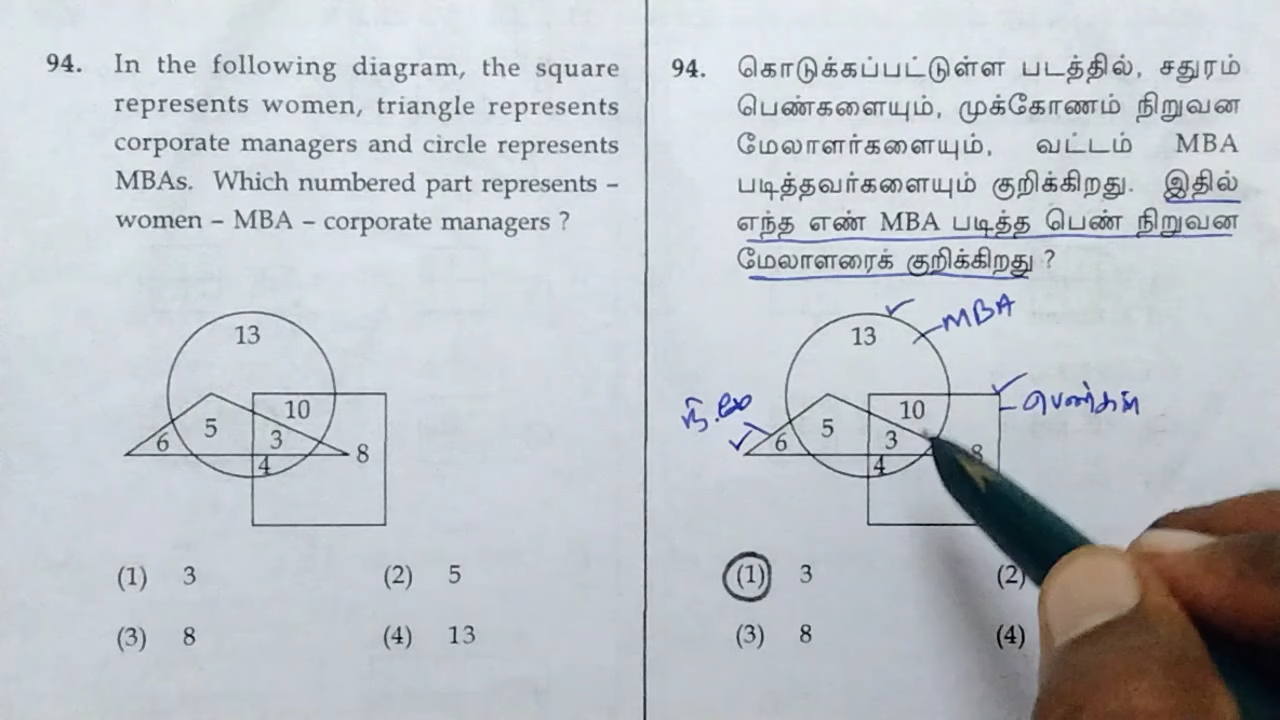 94. In the following diagram, the square
represents women, triangle represents
corporate managers and circle represents
MBAs. Which numbered part represents –
women – MBA – corporate managers ?
13
10
5
3
6
8
4
(1) 3 (2) 5
(3) 8 (4) 13
94. கொடுக்கப்பட்டுள்ள படத்தில், சதுரம்
பெண்களையும், முக்கோணம் நிறுவன
மேலாளர்களையும், வட்டம் MBA
படித்தவர்களையும் குறிக்கிறது. இதில்
எந்த எண் MBA படித்த பெண் நிறுவன
மேலாளரைக் குறிக்கிறது ?
MBA
13
நி.மே
பெண்கள்
10
5
3
6
8
4
(1) 3 (2)
(3) 8 (4)